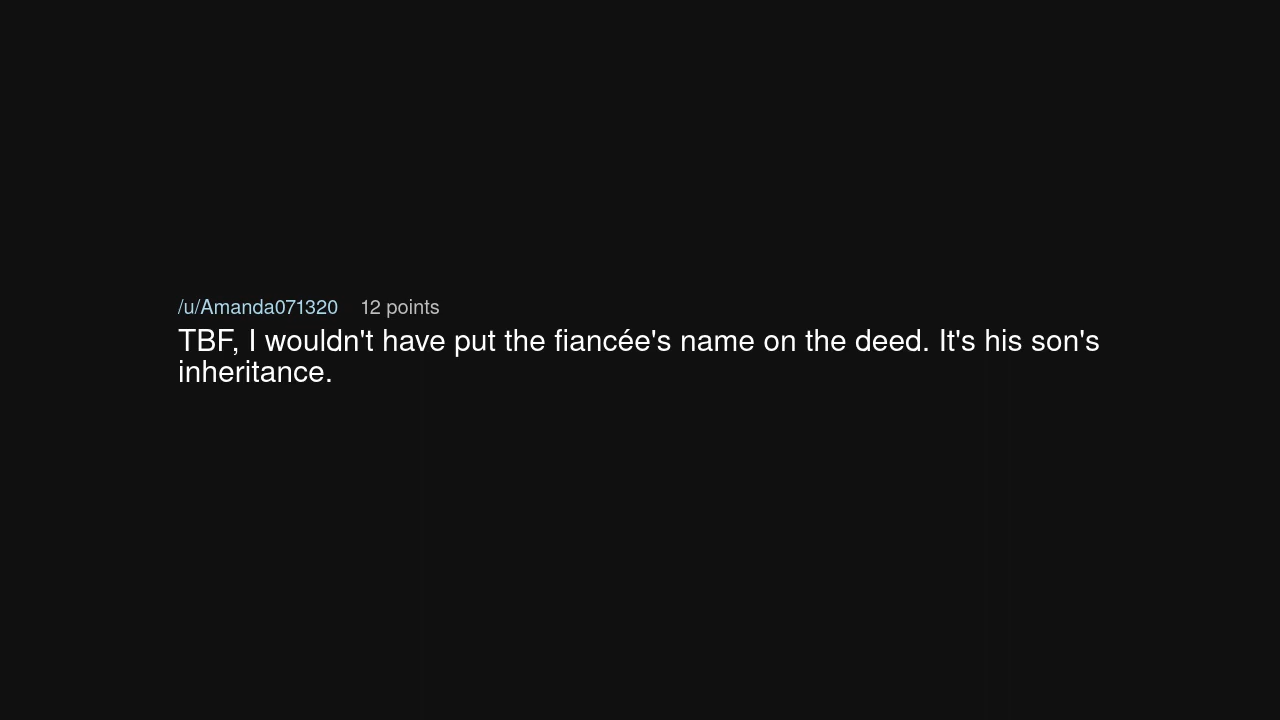 /u/Amanda071320 12 points
TBF, I wouldn't have put the fiancée's name on the deed. It's his son's
inheritance.